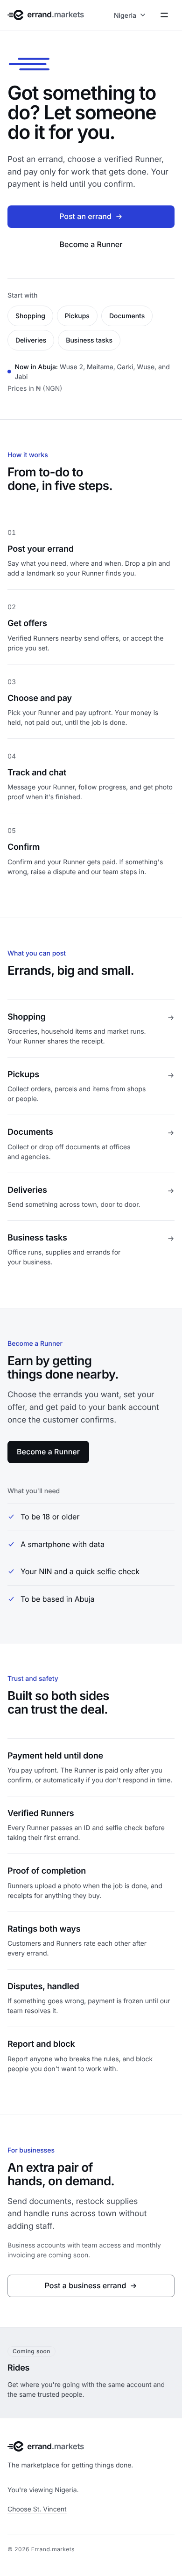 errand.markets
Nigeria
Got something to
do? Let someone
do it for you.
Post an errand, choose a verified Runner,
and pay only for work that gets done. Your
payment is held until you confirm.
Post an errand →
Become a Runner
Start with
Shopping
Pickups
Documents
Deliveries
Business tasks
Now in Abuja: Wuse 2, Maitama, Garki, Wuse, and
Jabi
Prices in ₦ (NGN)
How it works
From to-do to
done, in five steps.
01
Post your errand
Say what you need, where and when. Drop a pin and
add a landmark so your Runner finds you.
02
Get offers
Verified Runners nearby send offers, or accept the
price you set.
03
Choose and pay
Pick your Runner and pay upfront. Your money is
held, not paid out, until the job is done.
04
Track and chat
Message your Runner, follow progress, and get photo
proof when it's finished.
05
Confirm
Confirm and your Runner gets paid. If something's
wrong, raise a dispute and our team steps in.
What you can post
Errands, big and small.
Shopping →
Groceries, household items and market runs.
Your Runner shares the receipt.
Pickups →
Collect orders, parcels and items from shops
or people.
Documents →
Collect or drop off documents at offices
and agencies.
Deliveries →
Send something across town, door to door.
Business tasks →
Office runs, supplies and errands for
your business.
Become a Runner
Earn by getting
things done nearby.
Choose the errands you want, set your
offer, and get paid to your bank account
once the customer confirms.
Become a Runner
What you'll need
To be 18 or older
A smartphone with data
Your NIN and a quick selfie check
To be based in Abuja
Trust and safety
Built so both sides
can trust the deal.
Payment held until done
You pay upfront. The Runner is paid only after you
confirm, or automatically if you don't respond in time.
Verified Runners
Every Runner passes an ID and selfie check before
taking their first errand.
Proof of completion
Runners upload a photo when the job is done, and
receipts for anything they buy.
Ratings both ways
Customers and Runners rate each other after
every errand.
Disputes, handled
If something goes wrong, payment is frozen until our
team resolves it.
Report and block
Report anyone who breaks the rules, and block
people you don't want to work with.
For businesses
An extra pair of
hands, on demand.
Send documents, restock supplies
and handle runs across town without
adding staff.
Business accounts with team access and monthly
invoicing are coming soon.
Post a business errand →
Coming soon
Rides
Get where you're going with the same account and
the same trusted people.
errand.markets
The marketplace for getting things done.
You're viewing Nigeria.
Choose St. Vincent
© 2026 Errand.markets